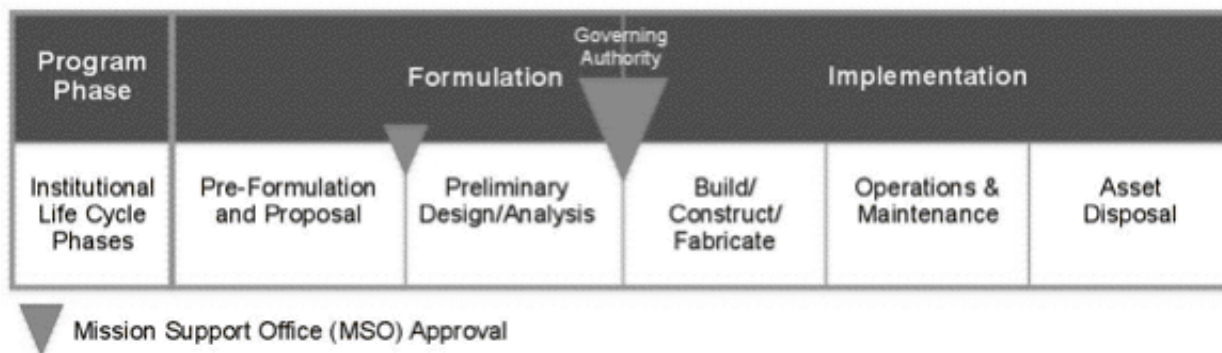 Program
Phase
Formulation
Governing
Authority
Implementation
Institutional
Life Cycle
Phases
Pre-Formulation
and Proposal
Preliminary
Design/Analysis
Build/
Construct/
Fabricate
Operations &
Maintenance
Asset
Disposal
Mission Support Office (MSO) Approval